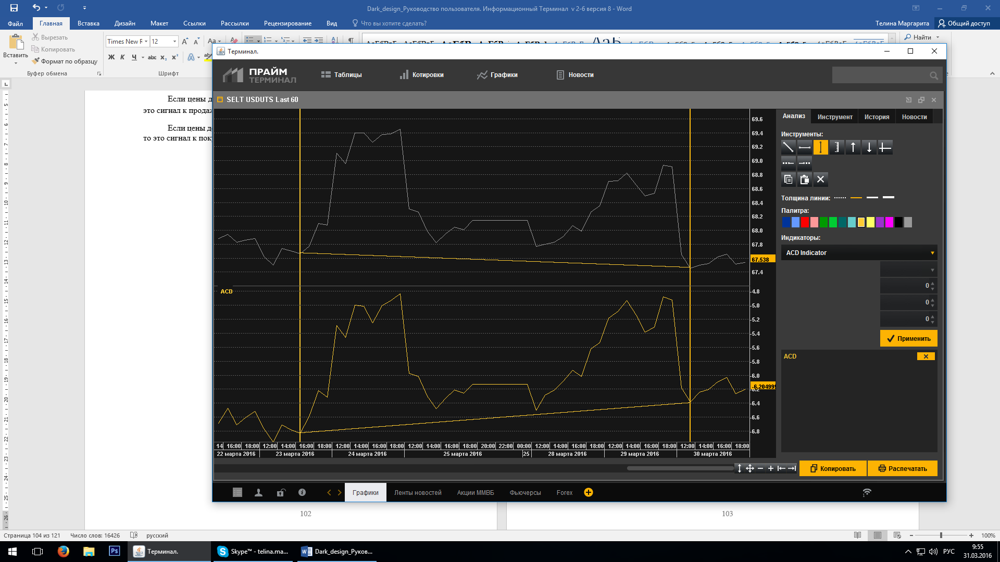 Dark_design_Руководство пользователя. Информационный Терминал v 2-6 версия 8 - Word
Файл Главная Вставка Дизайн Макет Ссылки Рассылки Рецензирование Вид Что вы хотите сделать? Телина Маргарита Общий доступ
Вставить
Вырезать
Копировать
Формат по образцу
Буфер обмена
Times New R 12
Ж К Ч abc x₂ x²
Шрифт
Найти
Если цены д
это сигнал к продаж
Если цены до
то это сигнал к поку
Терминал.
ПРАЙМ
ТЕРМИНАЛ
Таблицы Котировки Графики Новости
SELT USDUTS Last 60
69.6
69.4
69.2
69.0
68.8
68.6
68.4
68.2
68.0
67.8
67.538
67.4
ACD
-4.8
-5.0
-5.2
-5.4
-5.6
-5.8
-6.0
-6.204999
-6.4
-6.6
-6.8
14 16:00 18:00 12:00 14:00 16:00 18:00 12:00 14:00 16:00 18:00 12:00 14:00 16:00 18:00 20:00 22:00 00:00 12:00 14:00 16:00 18:00 12:00 14:00 16:00 18:00 12:00 14:00 16:00 18:00
22 марта 2016 23 марта 2016 24 марта 2016 25 марта 2016 25 28 марта 2016 29 марта 2016 30 марта 2016
Анализ Инструмент История Новости
Инструменты:
Толщина линии:
Палитра:
Индикаторы:
ACD Indicator
0
0
0
Применить
ACD
Копировать Распечатать
Графики Ленты новостей Акции ММВБ Фьючерсы Forex
102 103
Страница 104 из 121 Число слов: 16426 русский 100%
Терминал. Skype™ - telina.ma... Dark_design_Руков... РУС
9:55
31.03.2016